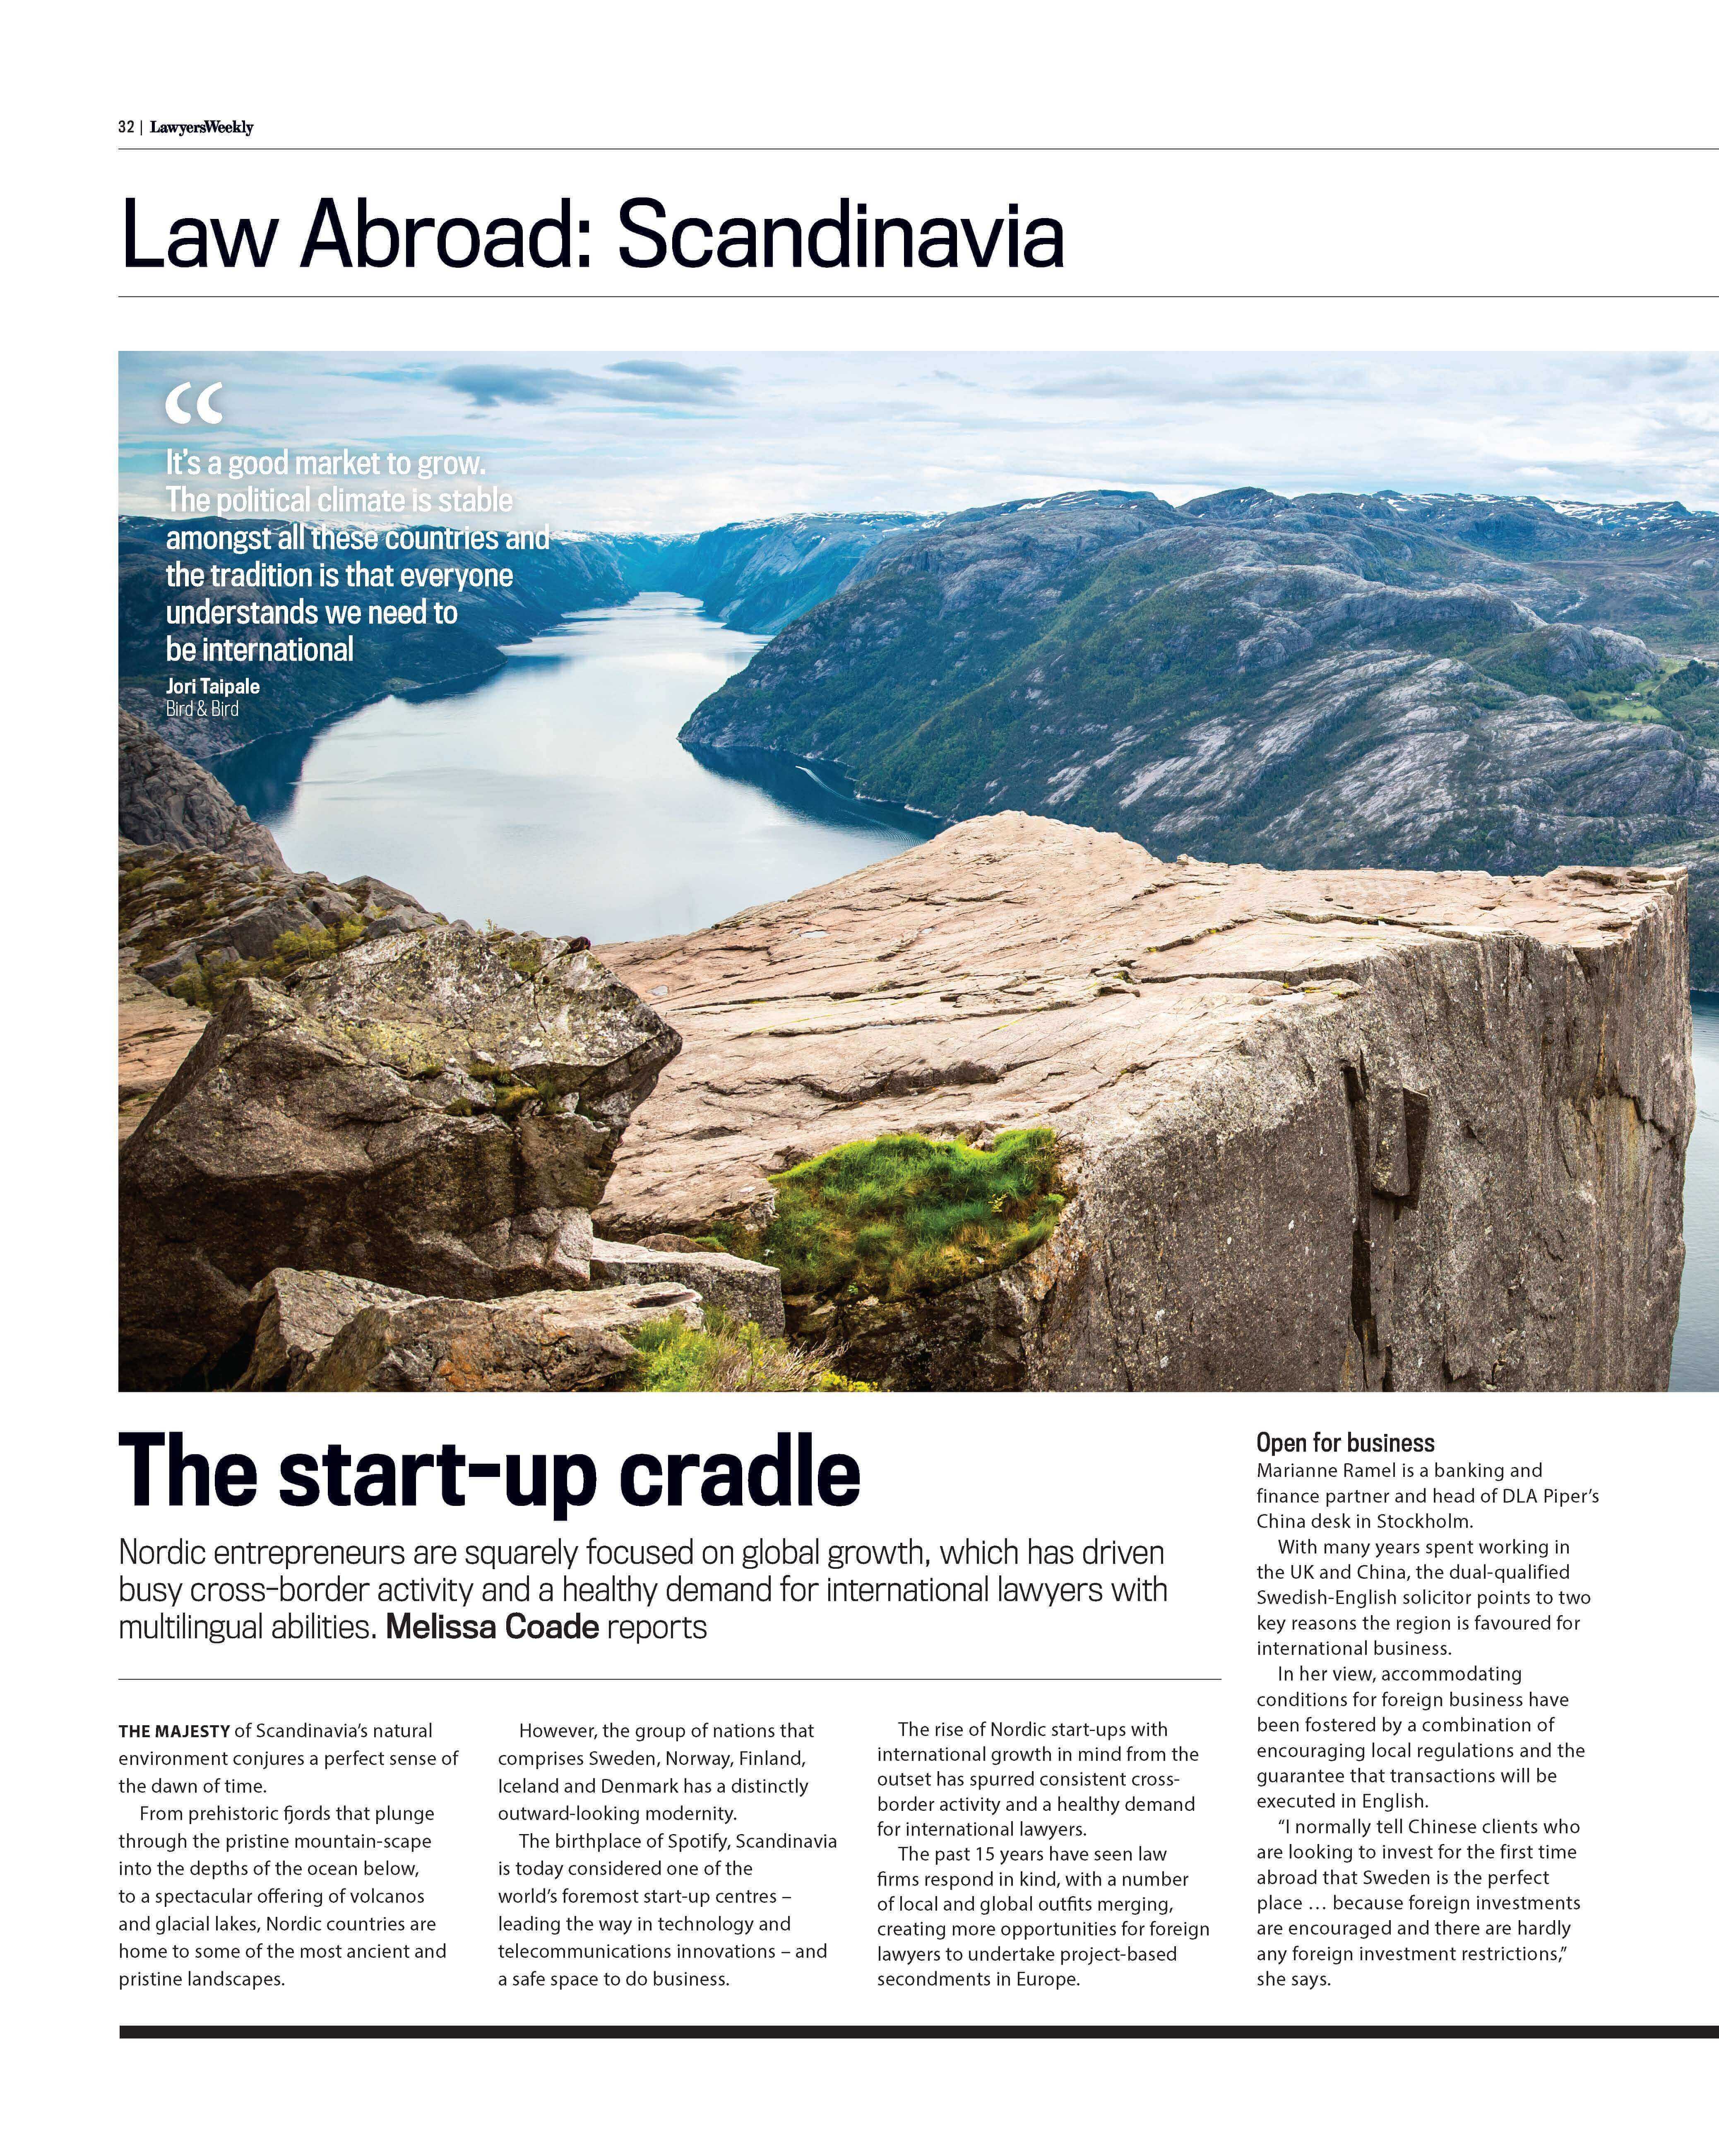 32 | LawyersWeekly
Law Abroad: Scandinavia
“
It’s a good market to grow.
The political climate is stable
amongst all these countries and
the tradition is that everyone
understands we need to
be international
Jori Taipale
Bird & Bird
The start-up cradle
Nordic entrepreneurs are squarely focused on global growth, which has driven
busy cross-border activity and a healthy demand for international lawyers with
multilingual abilities. Melissa Coade reports
THE MAJESTY of Scandinavia’s natural
environment conjures a perfect sense of
the dawn of time.
From prehistoric fjords that plunge
through the pristine mountain-scape
into the depths of the ocean below,
to a spectacular offering of volcanos
and glacial lakes, Nordic countries are
home to some of the most ancient and
pristine landscapes.
However, the group of nations that
comprises Sweden, Norway, Finland,
Iceland and Denmark has a distinctly
outward-looking modernity.
The birthplace of Spotify, Scandinavia
is today considered one of the
world’s foremost start-up centres –
leading the way in technology and
telecommunications innovations – and
a safe space to do business.
The rise of Nordic start-ups with
international growth in mind from the
outset has spurred consistent cross-
border activity and a healthy demand
for international lawyers.
The past 15 years have seen law
firms respond in kind, with a number
of local and global outfits merging,
creating more opportunities for foreign
lawyers to undertake project-based
secondments in Europe.
Open for business
Marianne Ramel is a banking and
finance partner and head of DLA Piper’s
China desk in Stockholm.
With many years spent working in
the UK and China, the dual-qualified
Swedish-English solicitor points to two
key reasons the region is favoured for
international business.
In her view, accommodating
conditions for foreign business have
been fostered by a combination of
encouraging local regulations and the
guarantee that transactions will be
executed in English.
“I normally tell Chinese clients who
are looking to invest for the first time
abroad that Sweden is the perfect
place … because foreign investments
are encouraged and there are hardly
any foreign investment restrictions,”
she says.